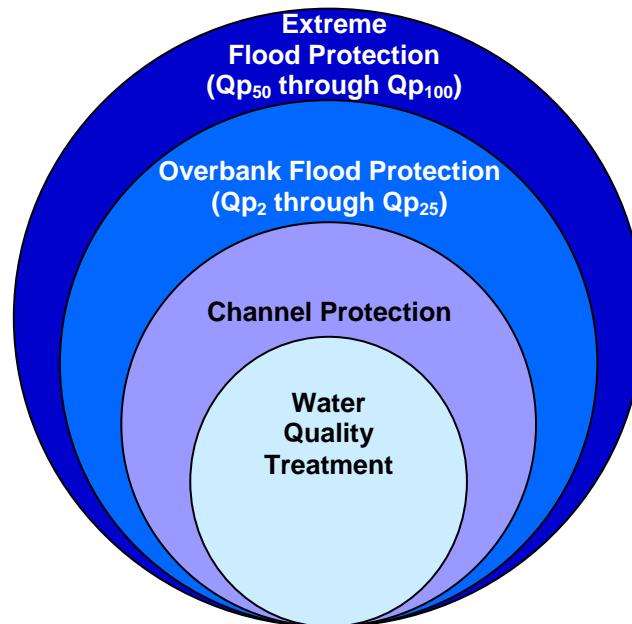 Extreme
Flood Protection
(Qp₅₀ through Qp₁₀₀)
Overbank Flood Protection
(Qp₂ through Qp₂₅)
Channel Protection
Water
Quality
Treatment